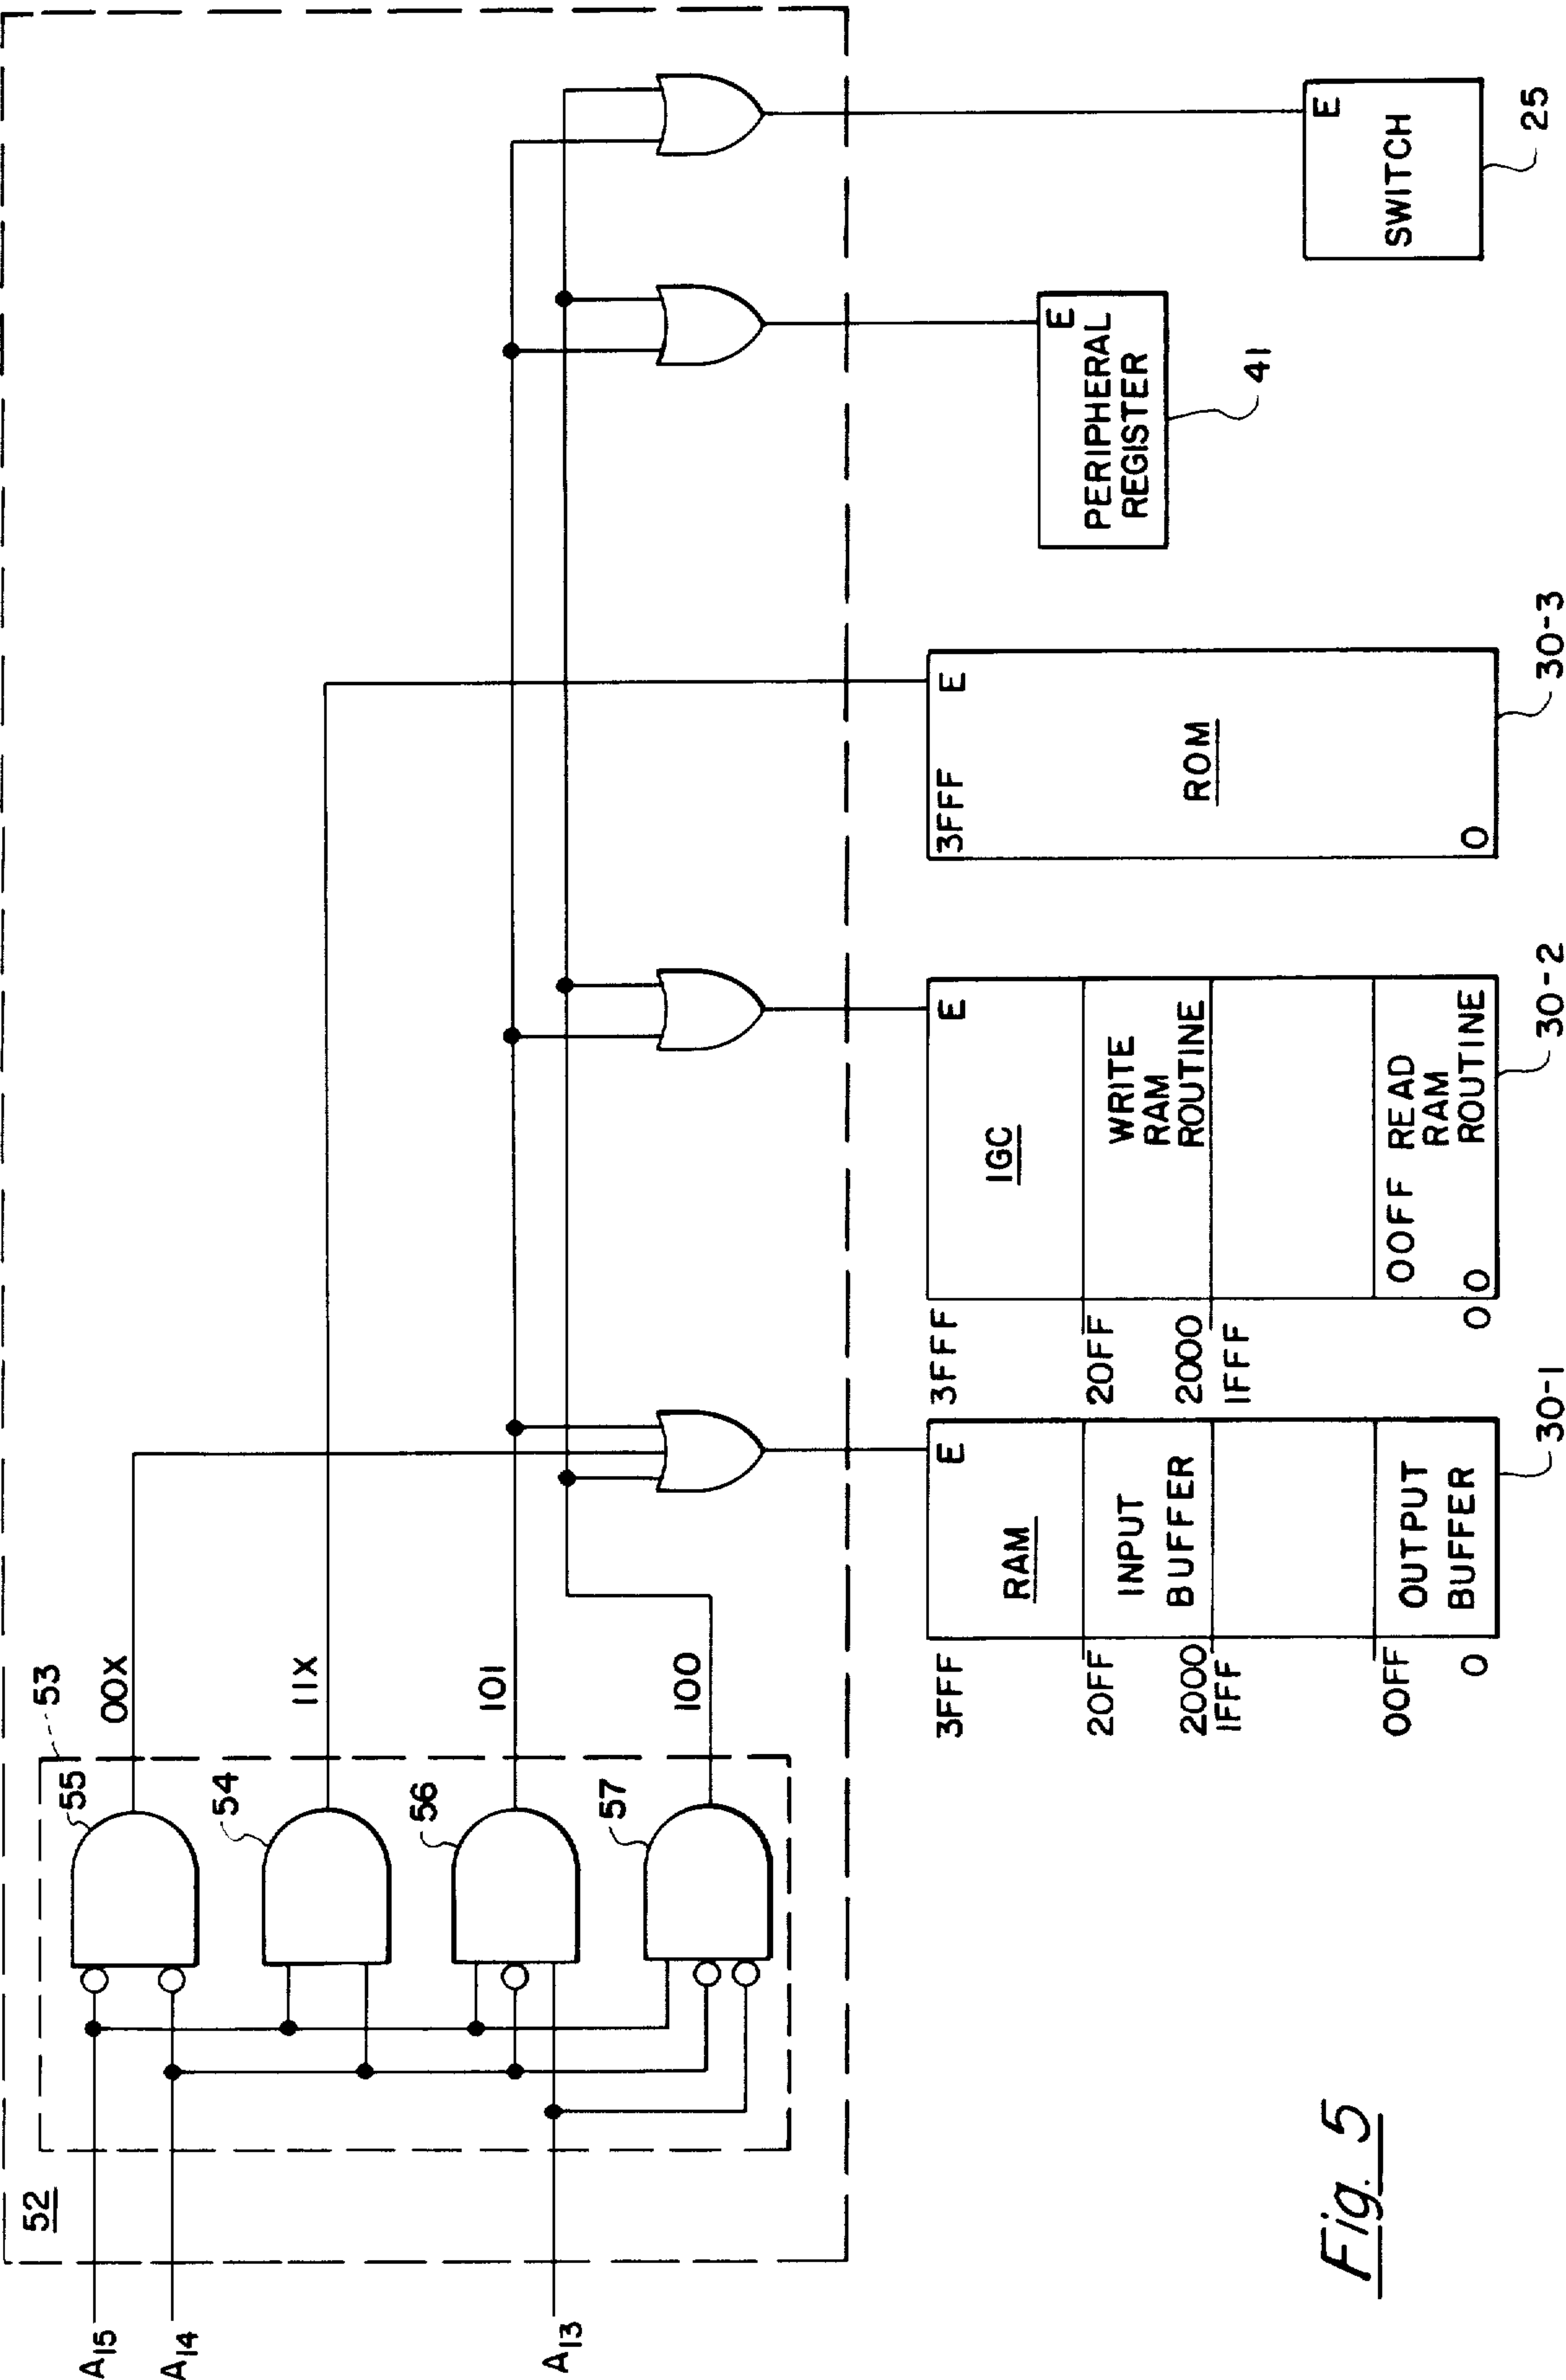 52
53
A15
A14
A13
55
54
56
57
00X
11X
101
100
3FFF
20FF
2000
1FFF
00FF
0
E
RAM
INPUT
BUFFER
OUTPUT
BUFFER
30-1
3FFF
20FF
2000
1FFF
0
E
IGC
WRITE
RAM
ROUTINE
00FF READ
RAM
ROUTINE
0
30-2
3FFF
E
ROM
0
30-3
E
PERIPHERAL
REGISTER
41
E
SWITCH
25
Fig. 5